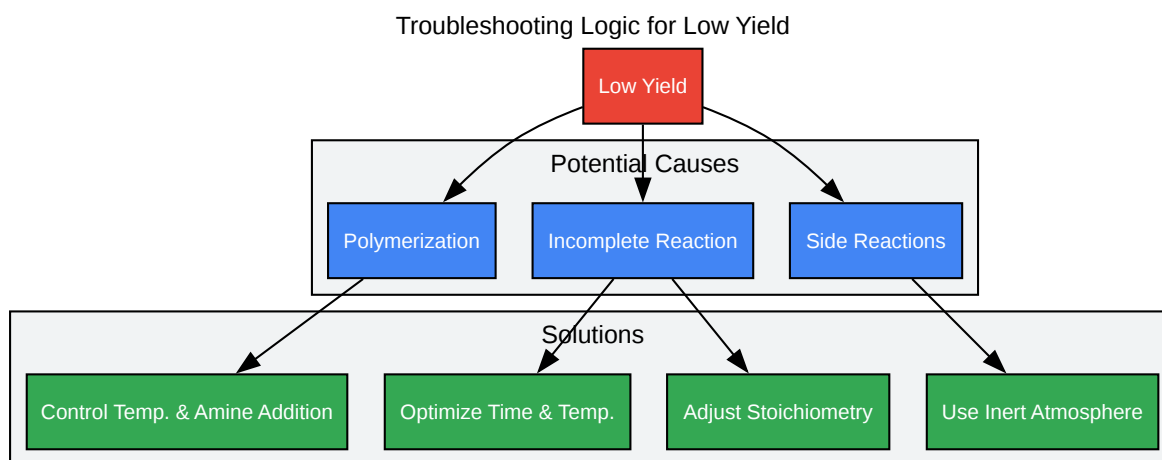 Troubleshooting Logic for Low Yield
Low Yield
Potential Causes
Polymerization
Incomplete Reaction
Side Reactions
Solutions
Control Temp. & Amine Addition
Optimize Time & Temp.
Adjust Stoichiometry
Use Inert Atmosphere